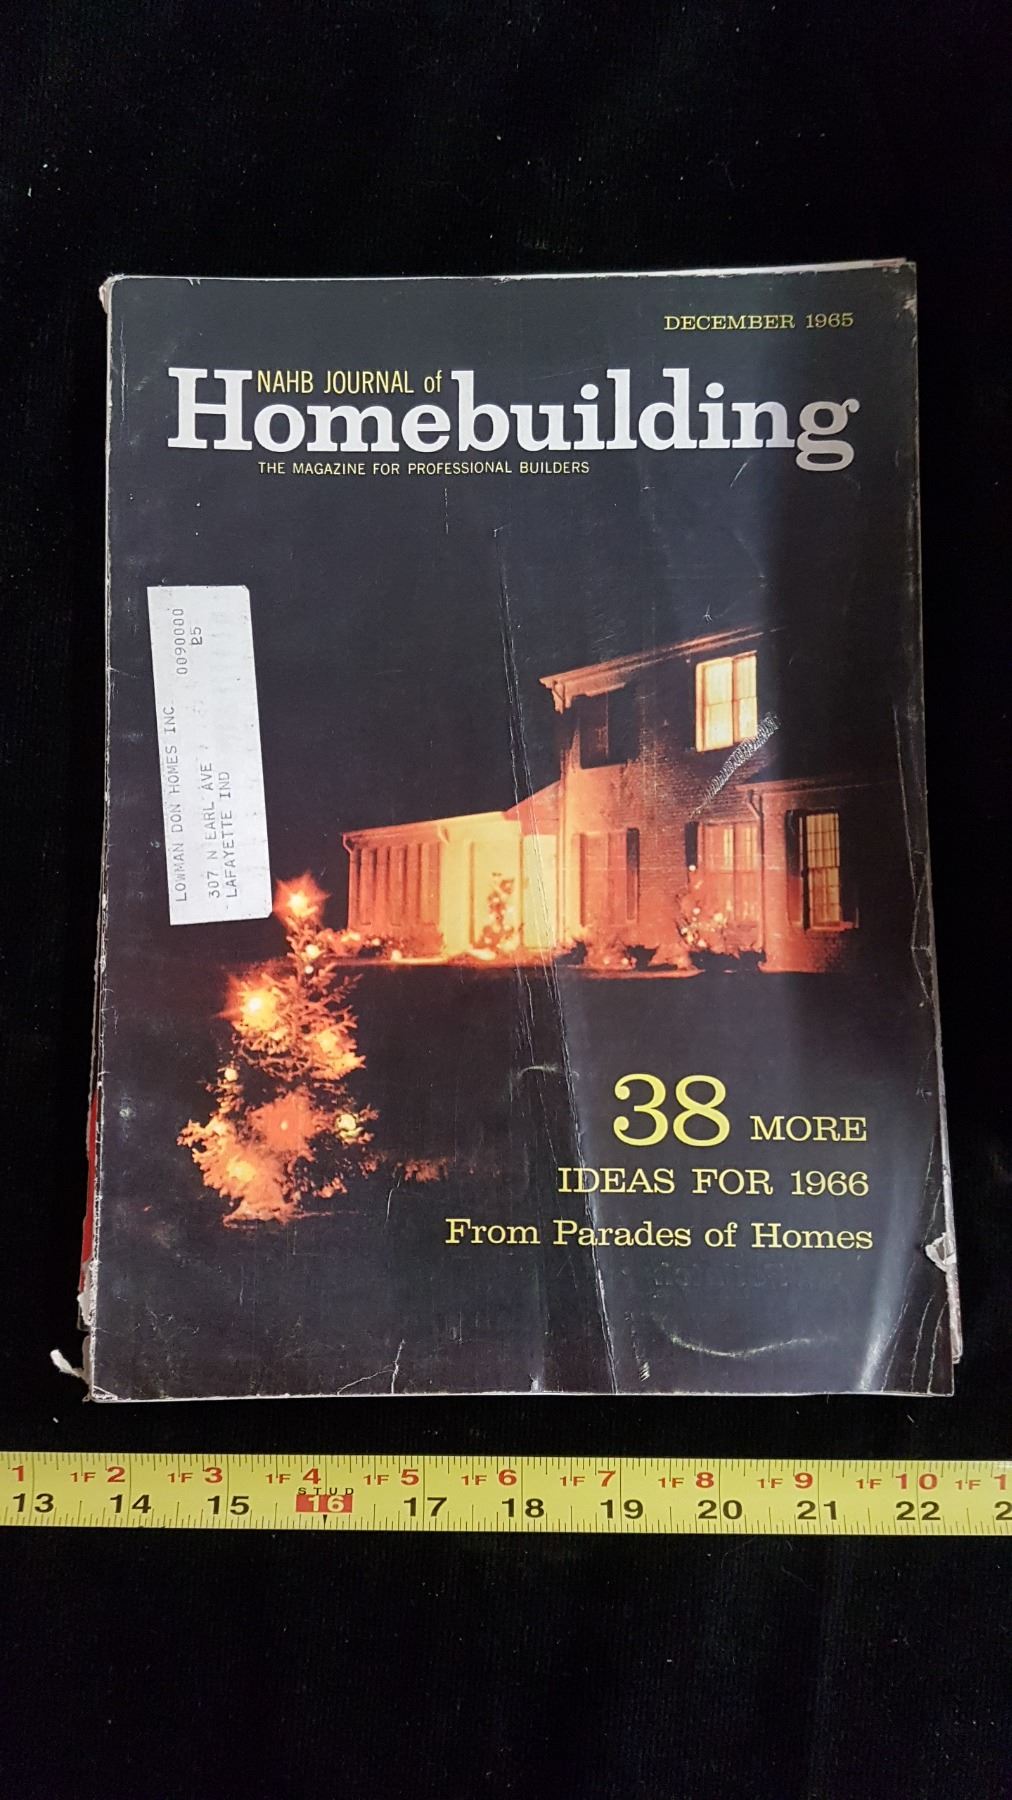 DECEMBER 1965
NAHB JOURNAL of
Homebuilding
THE MAGAZINE FOR PROFESSIONAL BUILDERS
LOWMAN DON HOMES INC 0090000
307 N EARL AVE
LAFAYETTE IND
38 MORE
IDEAS FOR 1966
From Parades of Homes
1 1F 2 1F 3 1F 4 1F 5 1F 6 1F 7 1F 8 1F 9 1F 10 1F 1
STUD
13 14 15 16 17 18 19 20 21 22 2